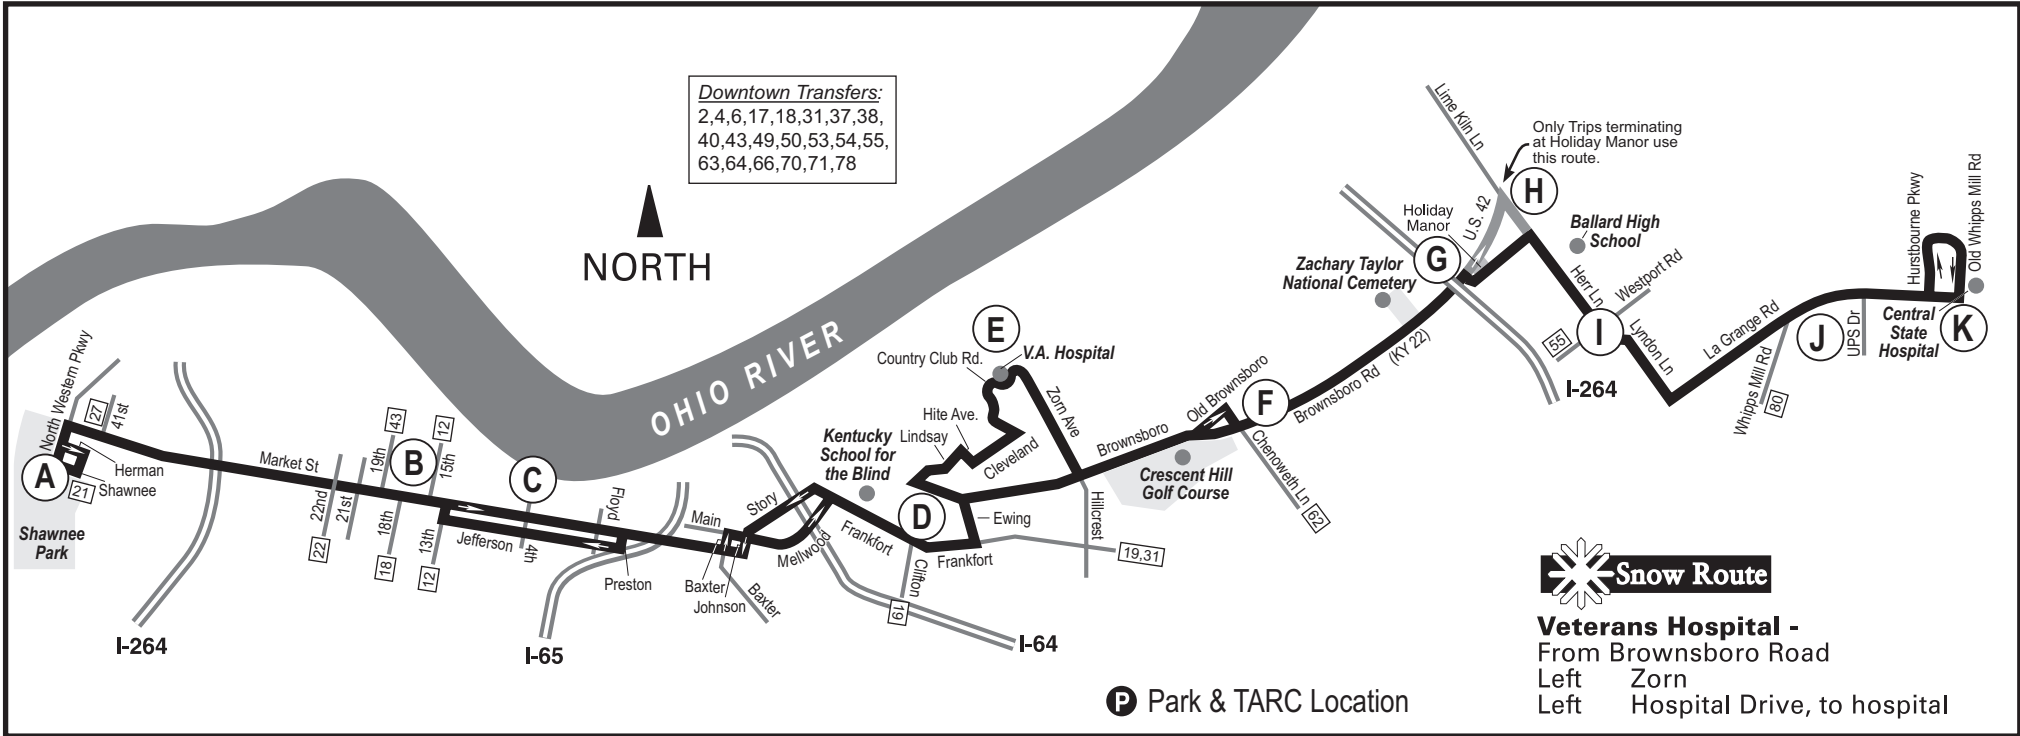 Downtown Transfers:
2,4,6,17,18,31,37,38,
40,43,49,50,53,54,55,
63,64,66,70,71,78
NORTH
OHIO RIVER
North Western Pkwy
27
41st
A
Herman
Shawnee
21
Shawnee
Park
I-264
Market St
22nd
22
21st
43
19th
18th
18
B
12
15th
13th
12
C
Jefferson
4th
Floyd
Preston
I-65
Main
Baxter
Johnson
Baxter
Story
Mellwood
Kentucky
School for
the Blind
Frankfort
D
Clifton
19
Frankfort
Ewing
I-64
19,31
Hillcrest
E
Country Club Rd.
V.A. Hospital
Hite Ave.
Lindsay
Cleveland
Zorn Ave
Brownsboro
Old Brownsboro
F
Crescent Hill
Golf Course
Chenoweth Ln
62
Brownsboro Rd
(KY 22)
Zachary Taylor
National Cemetery
G
Holiday
Manor
U.S. 42
Lime Kiln Ln
Only Trips terminating
at Holiday Manor use
this route.
H
Ballard High
School
Herr Ln
Westport Rd
55
I
I-264
Lyndon Ln
La Grange Rd
Whipps Mill Rd
80
J
UPS Dr
Hurstbourne Pkwy
Old Whipps Mill Rd
Central
State
Hospital
K
Snow Route
Veterans Hospital -
From Brownsboro Road
Left Zorn
Left Hospital Drive, to hospital
P Park & TARC Location